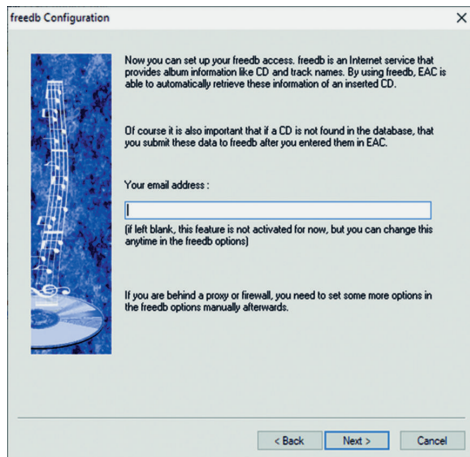 freedb Configuration
Now you can set up your freedb access. freedb is an Internet service that
provides album information like CD and track names. By using freedb, EAC is
able to automatically retrieve these information of an inserted CD.
Of course it is also important that if a CD is not found in the database, that
you submit these data to freedb after you entered them in EAC.
Your email address :
(if left blank, this feature is not activated for now, but you can change this
anytime in the freedb options)
If you are behind a proxy or firewall, you need to set some more options in
the freedb options manually afterwards.
< Back Next > Cancel